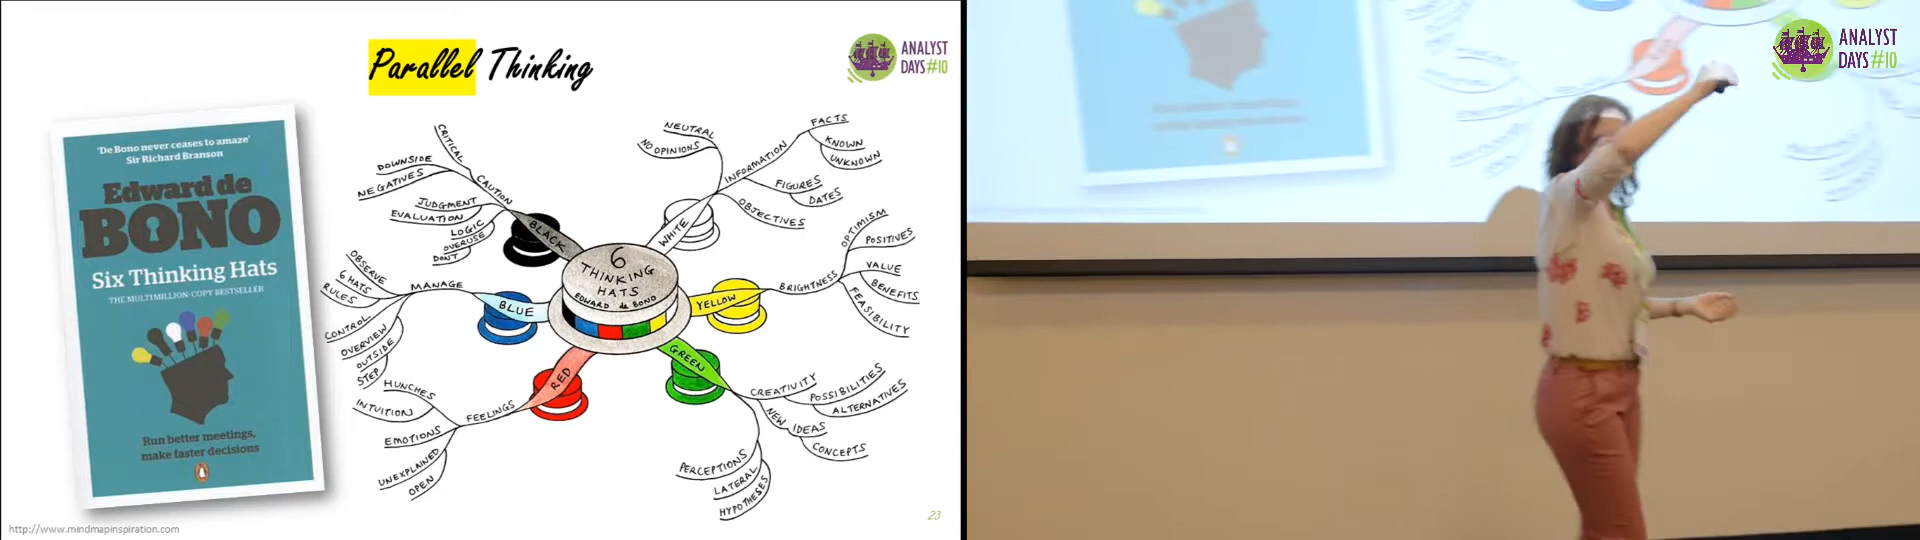 Parallel Thinking
ANALYST
DAYS#10
'De Bono never ceases to amaze'
Sir Richard Branson
Edward de
BONO
Six Thinking Hats
THE MULTIMILLION-COPY BESTSELLER
Run better meetings,
make faster decisions
6
THINKING
HATS
EDWARD de BONO
BLACK
CAUTION
CRITICAL
DOWNSIDE
NEGATIVES
JUDGMENT
EVALUATION
LOGIC
OVERUSE
DON'T
WHITE
NEUTRAL
NO OPINIONS
INFORMATION
FACTS
KNOWN
UNKNOWN
FIGURES
DATES
OBJECTIVES
YELLOW
BRIGHTNESS
OPTIMISM
POSITIVES
VALUE
BENEFITS
FEASIBILITY
GREEN
CREATIVITY
POSSIBILITIES
ALTERNATIVES
NEW IDEAS
CONCEPTS
PERCEPTIONS
LATERAL
HYPOTHESES
RED
FEELINGS
HUNCHES
INTUITION
EMOTIONS
UNEXPLAINED
OPEN
BLUE
MANAGE
OBSERVE
6 HATS
RULES
CONTROL
OVERVIEW
OUTSIDE
STEP
http://www.mindmapinspiration.com
23
ANALYST
DAYS#10